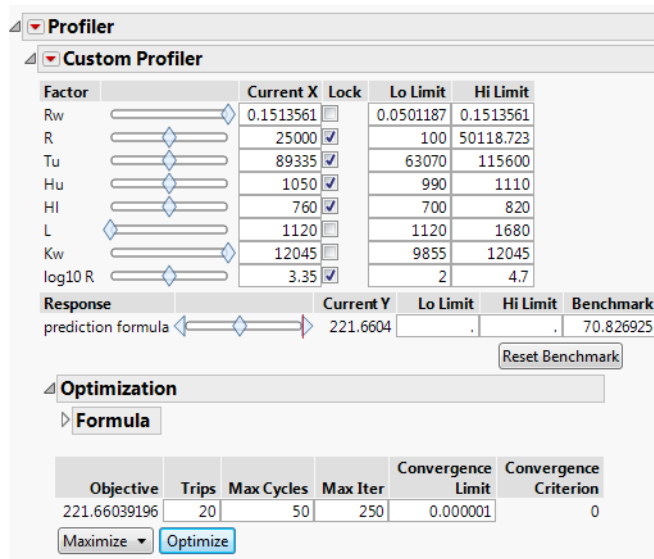 Profiler
Custom Profiler
Factor Current X Lock Lo Limit Hi Limit
Rw 0.1513561 0.0501187 0.1513561
R 25000 100 50118.723
Tu 89335 63070 115600
Hu 1050 990 1110
Hl 760 700 820
L 1120 1120 1680
Kw 12045 9855 12045
log10 R 3.35 2 4.7
Response Current Y Lo Limit Hi Limit Benchmark
prediction formula 221.6604 . . 70.826925
Reset Benchmark
Optimization
Formula
Convergence Convergence
Objective Trips Max Cycles Max Iter Limit Criterion
221.66039196 20 50 250 0.000001 0
Maximize Optimize